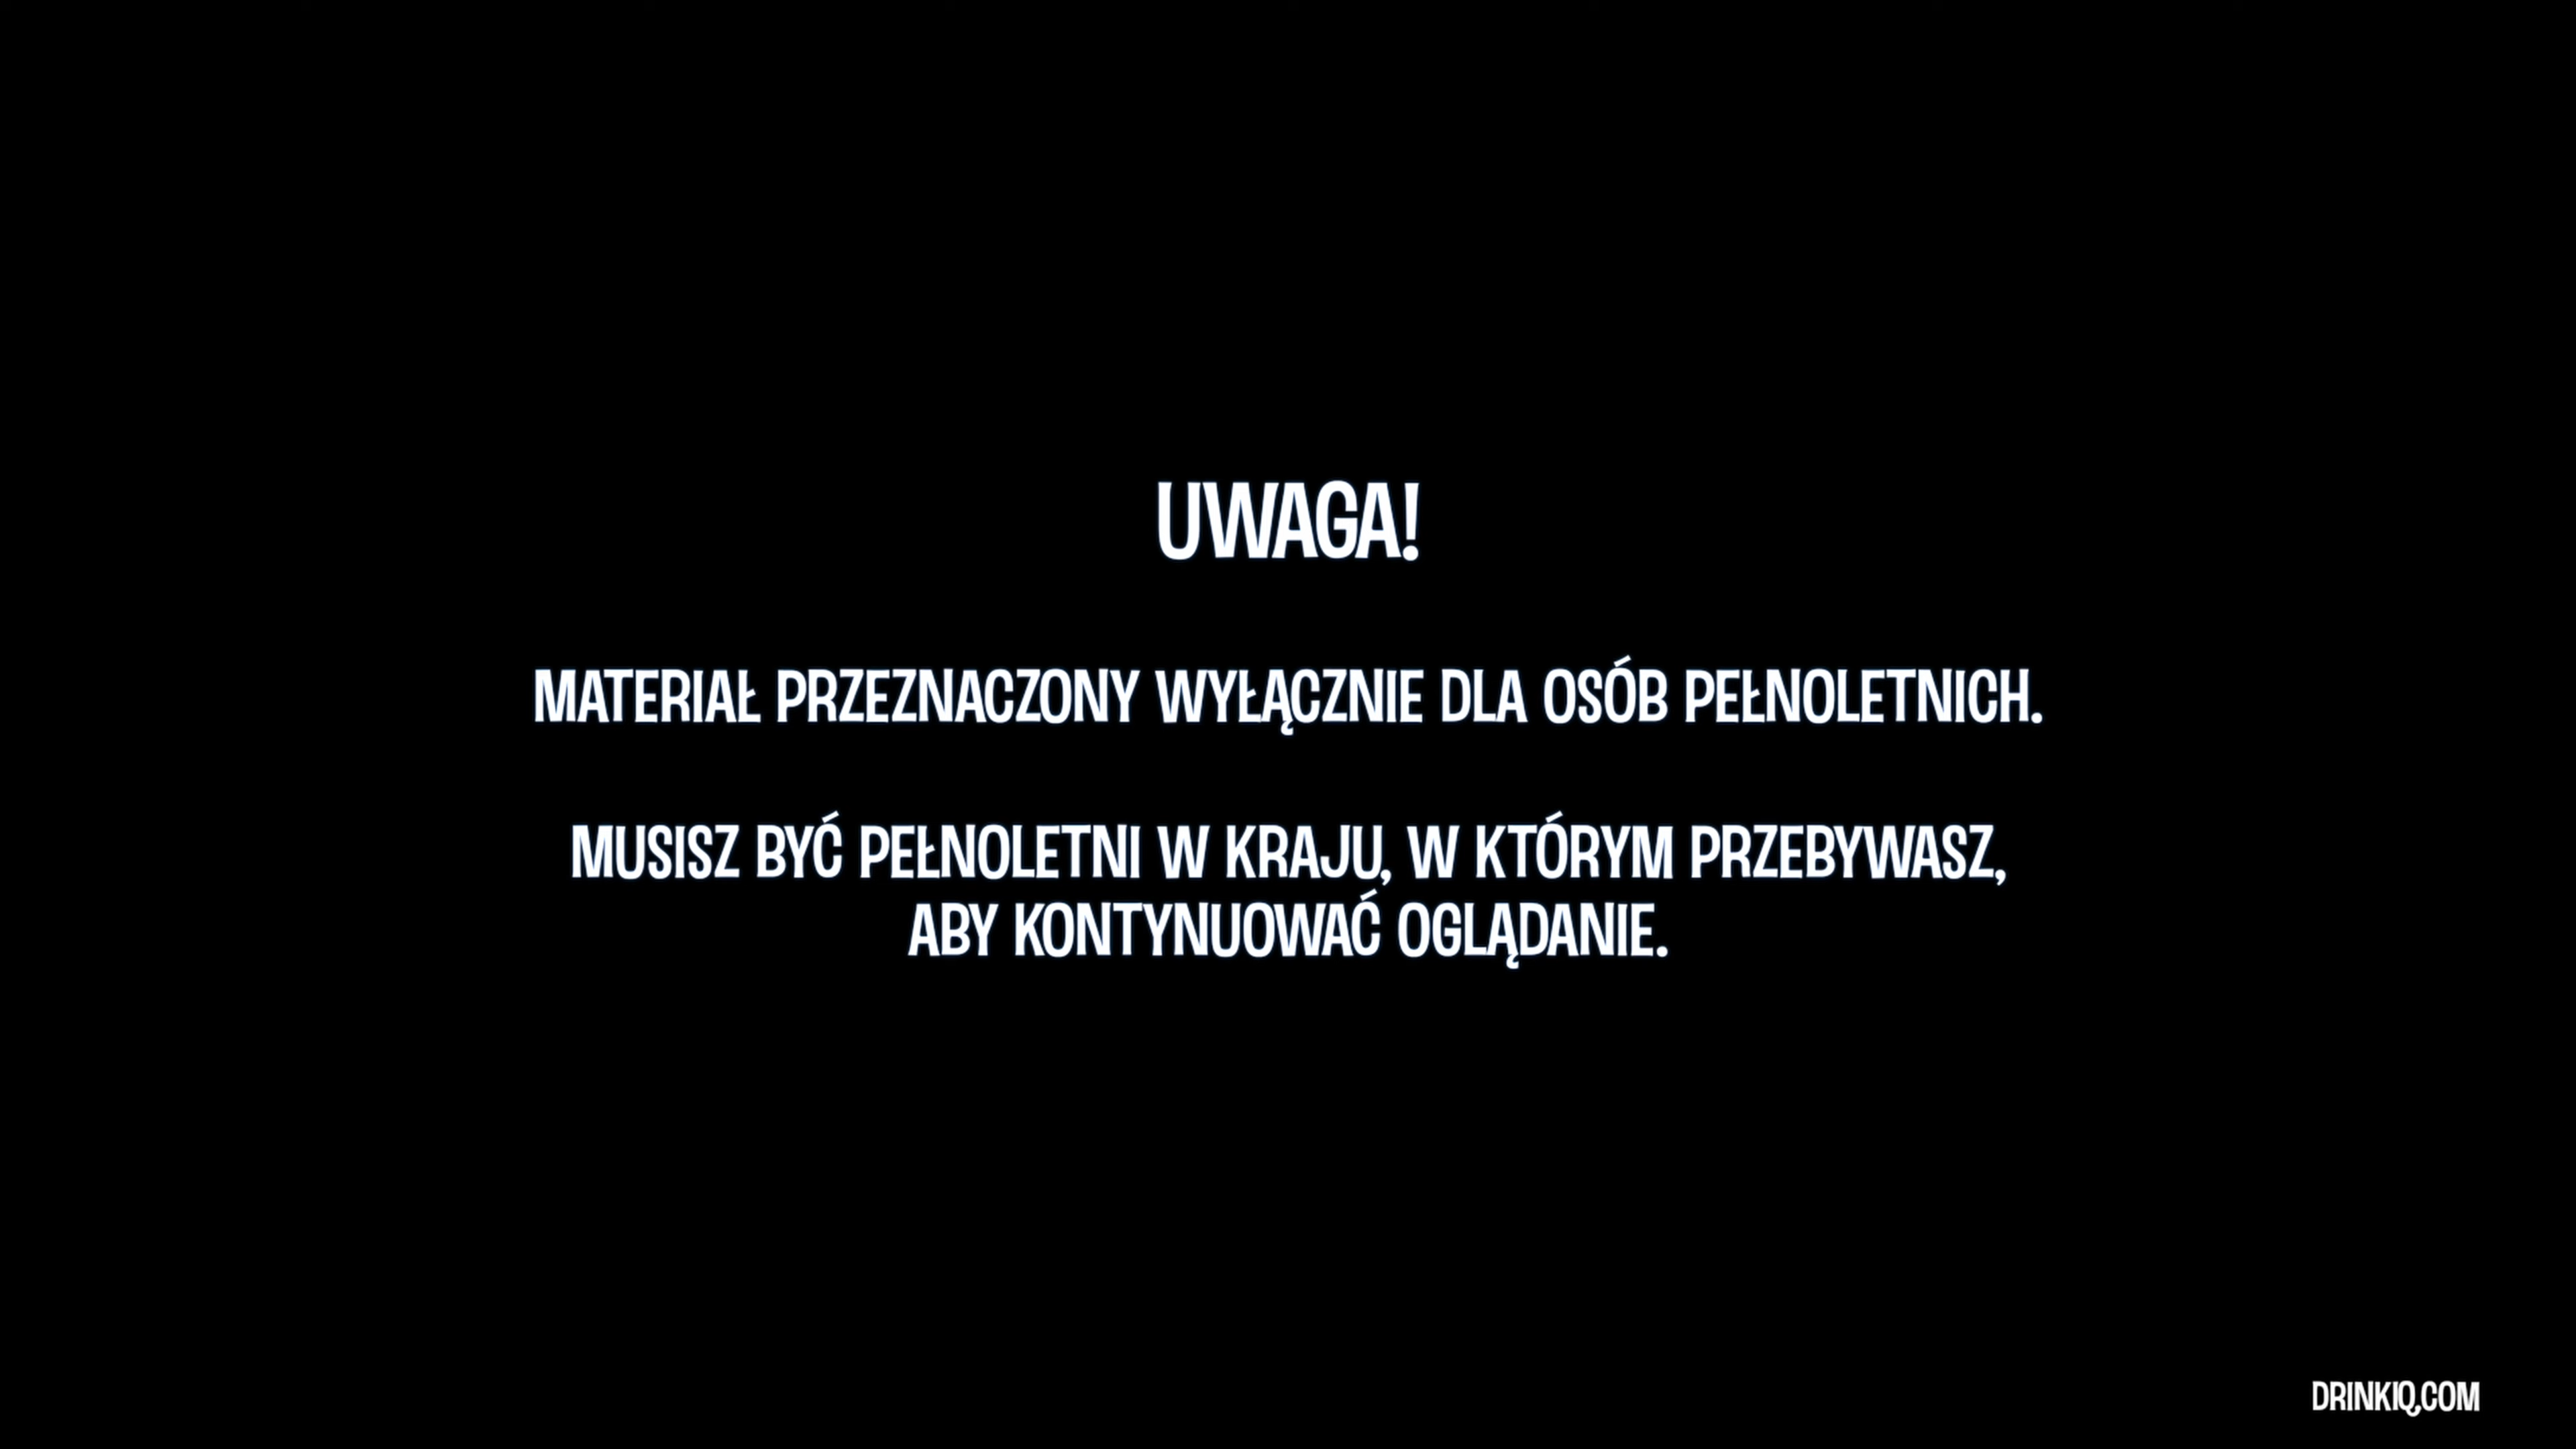 UWAGA!
MATERIAŁ PRZEZNACZONY WYŁĄCZNIE DLA OSÓB PEŁNOLETNICH.
MUSISZ BYĆ PEŁNOLETNI W KRAJU, W KTÓRYM PRZEBYWASZ,
ABY KONTYNUOWAĆ OGLĄDANIE.
DRINKIQ.COM